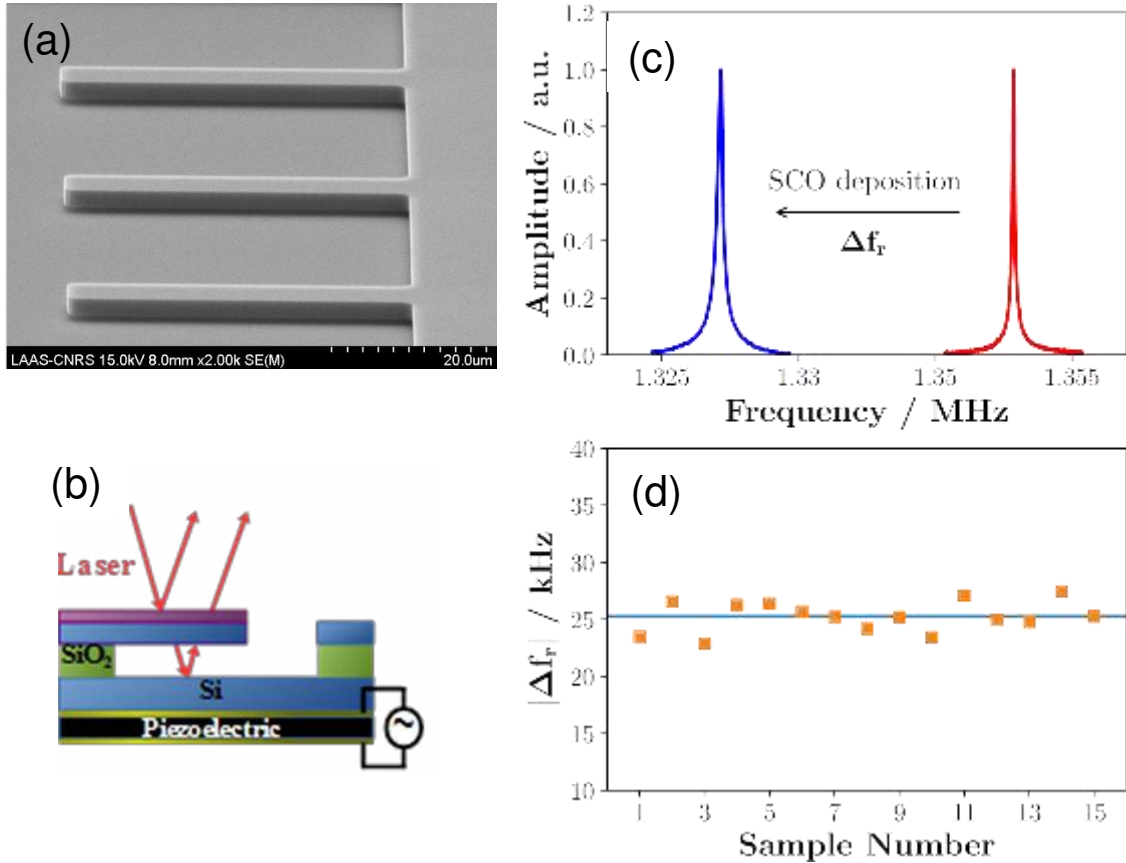 (a)
LAAS-CNRS 15.0kV 8.0mm x2.00k SE(M)
20.0um
(b)
Laser
SiO2
Si
Piezoelectric
~
(c)
Amplitude / a.u.
1.2
1.0
0.8
0.6
0.4
0.2
0.0
SCO deposition
Δfr
1.325
1.33
1.35
1.355
Frequency / MHz
(d)
|Δfr| / kHz
40
35
30
25
20
15
10
1
3
5
7
9
11
13
15
Sample Number